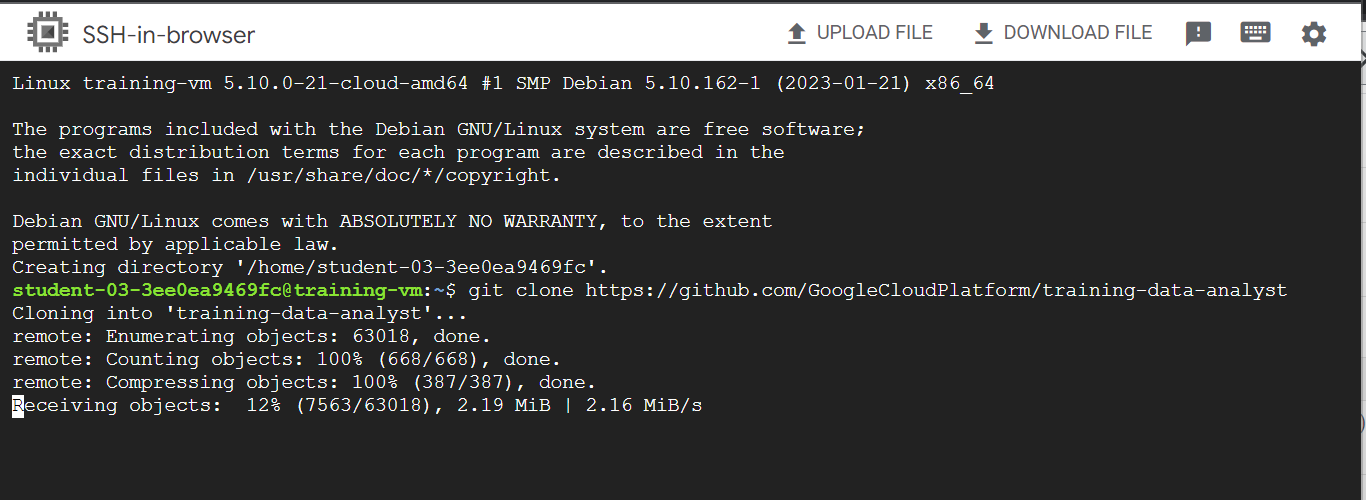 SSH-in-browser
UPLOAD FILE
DOWNLOAD FILE
Linux training-vm 5.10.0-21-cloud-amd64 #1 SMP Debian 5.10.162-1 (2023-01-21) x86_64
The programs included with the Debian GNU/Linux system are free software;
the exact distribution terms for each program are described in the
individual files in /usr/share/doc/*/copyright.
Debian GNU/Linux comes with ABSOLUTELY NO WARRANTY, to the extent
permitted by applicable law.
Creating directory '/home/student-03-3ee0ea9469fc'.
student-03-3ee0ea9469fc@training-vm:~$ git clone https://github.com/GoogleCloudPlatform/training-data-analyst
Cloning into 'training-data-analyst'...
remote: Enumerating objects: 63018, done.
remote: Counting objects: 100% (668/668), done.
remote: Compressing objects: 100% (387/387), done.
Receiving objects:  12% (7563/63018), 2.19 MiB | 2.16 MiB/s